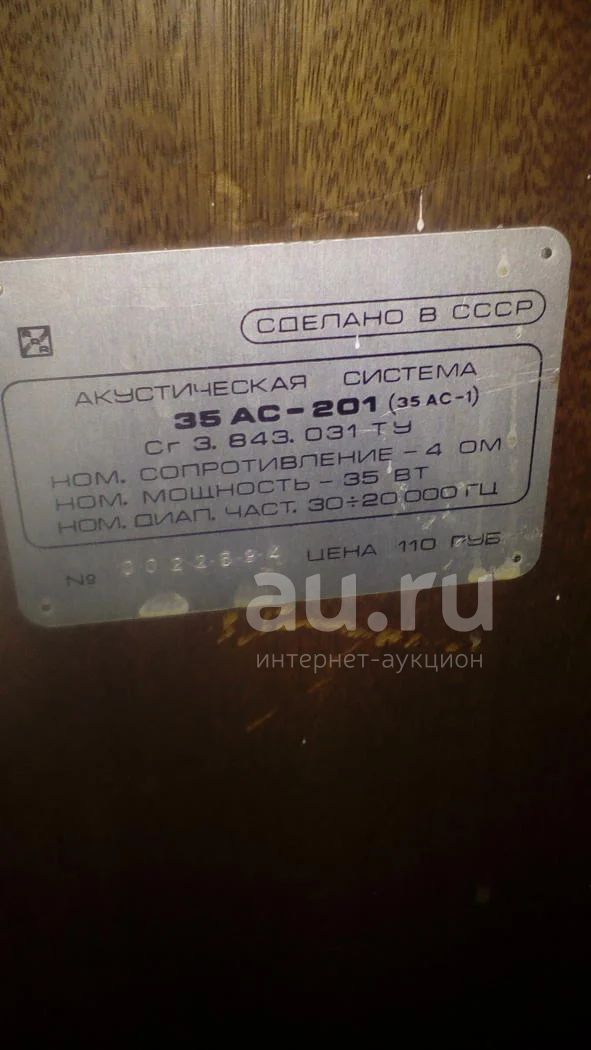 СДЕЛАНО В СССР
АКУСТИЧЕСКАЯ СИСТЕМА
35 АС-201 (35 АС-1)
Сг 3. 843. 031 ТУ
НОМ. СОПРОТИВЛЕНИЕ - 4 ОМ
НОМ. МОЩНОСТЬ - 35 ВТ
НОМ. ДИАП. ЧАСТ. 30÷20 000 ГЦ
№ 0022894 ЦЕНА 110 РУБ
au.ru
интернет-аукцион